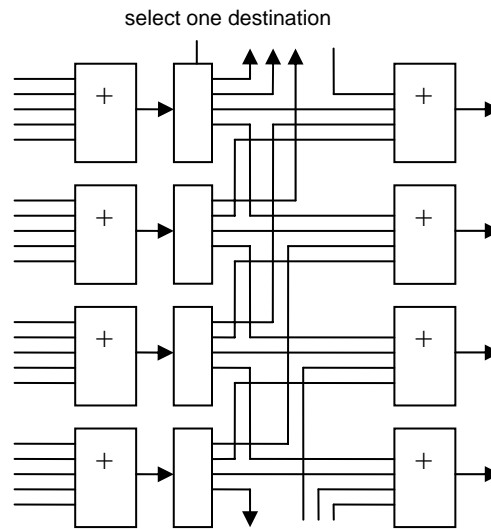 select one destination
+ +
+ +
+ +
+ +